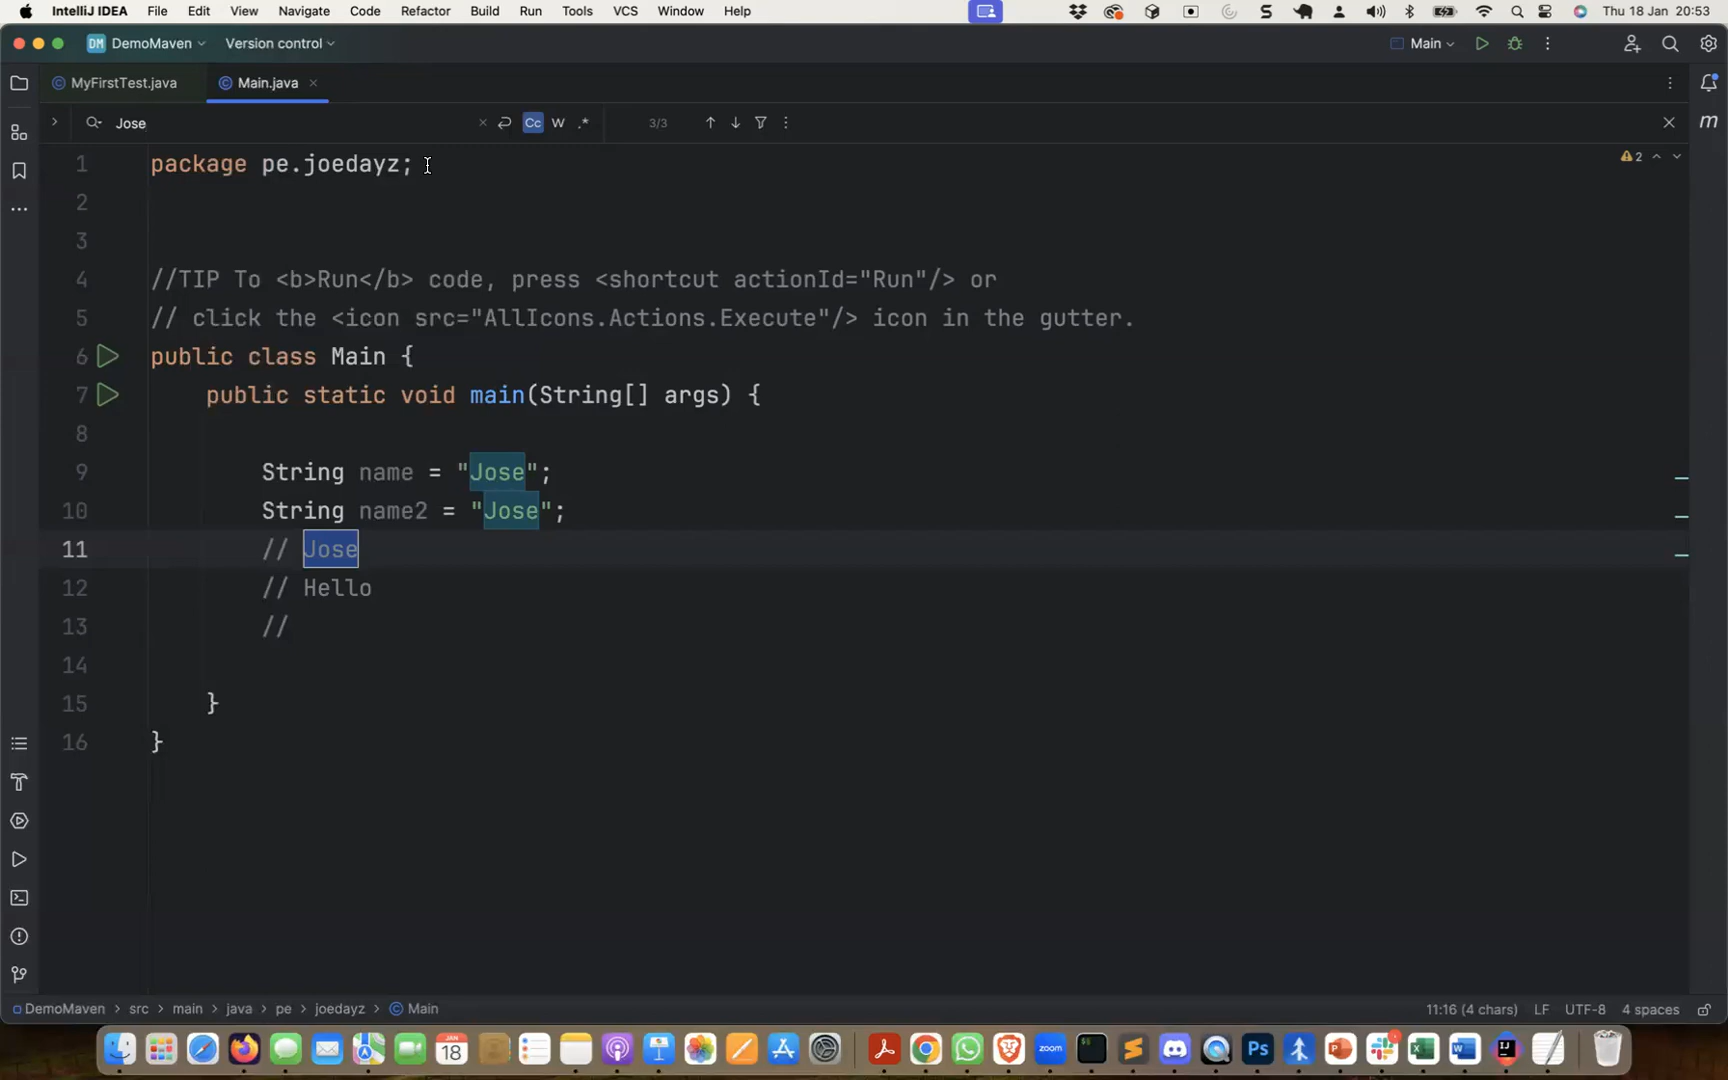 IntelliJ IDEA File Edit View Navigate Code Refactor Build Run Tools VCS Window Help Thu 18 Jan 20:53
DM DemoMaven Version control Main
MyFirstTest.java Main.java
Jose Cc W .* 3/3
1 package pe.joedayz; 2
2
3
4 //TIP To <b>Run</b> code, press <shortcut actionId="Run"/> or
5 // click the <icon src="AllIcons.Actions.Execute"/> icon in the gutter.
6 public class Main {
7 public static void main(String[] args) {
8
9 String name = "Jose";
10 String name2 = "Jose";
11 // Jose
12 // Hello
13 //
14
15 }
16 }
DemoMaven > src > main > java > pe > joedayz > Main 11:16 (4 chars) LF UTF-8 4 spaces
JAN
18 zoom Ps